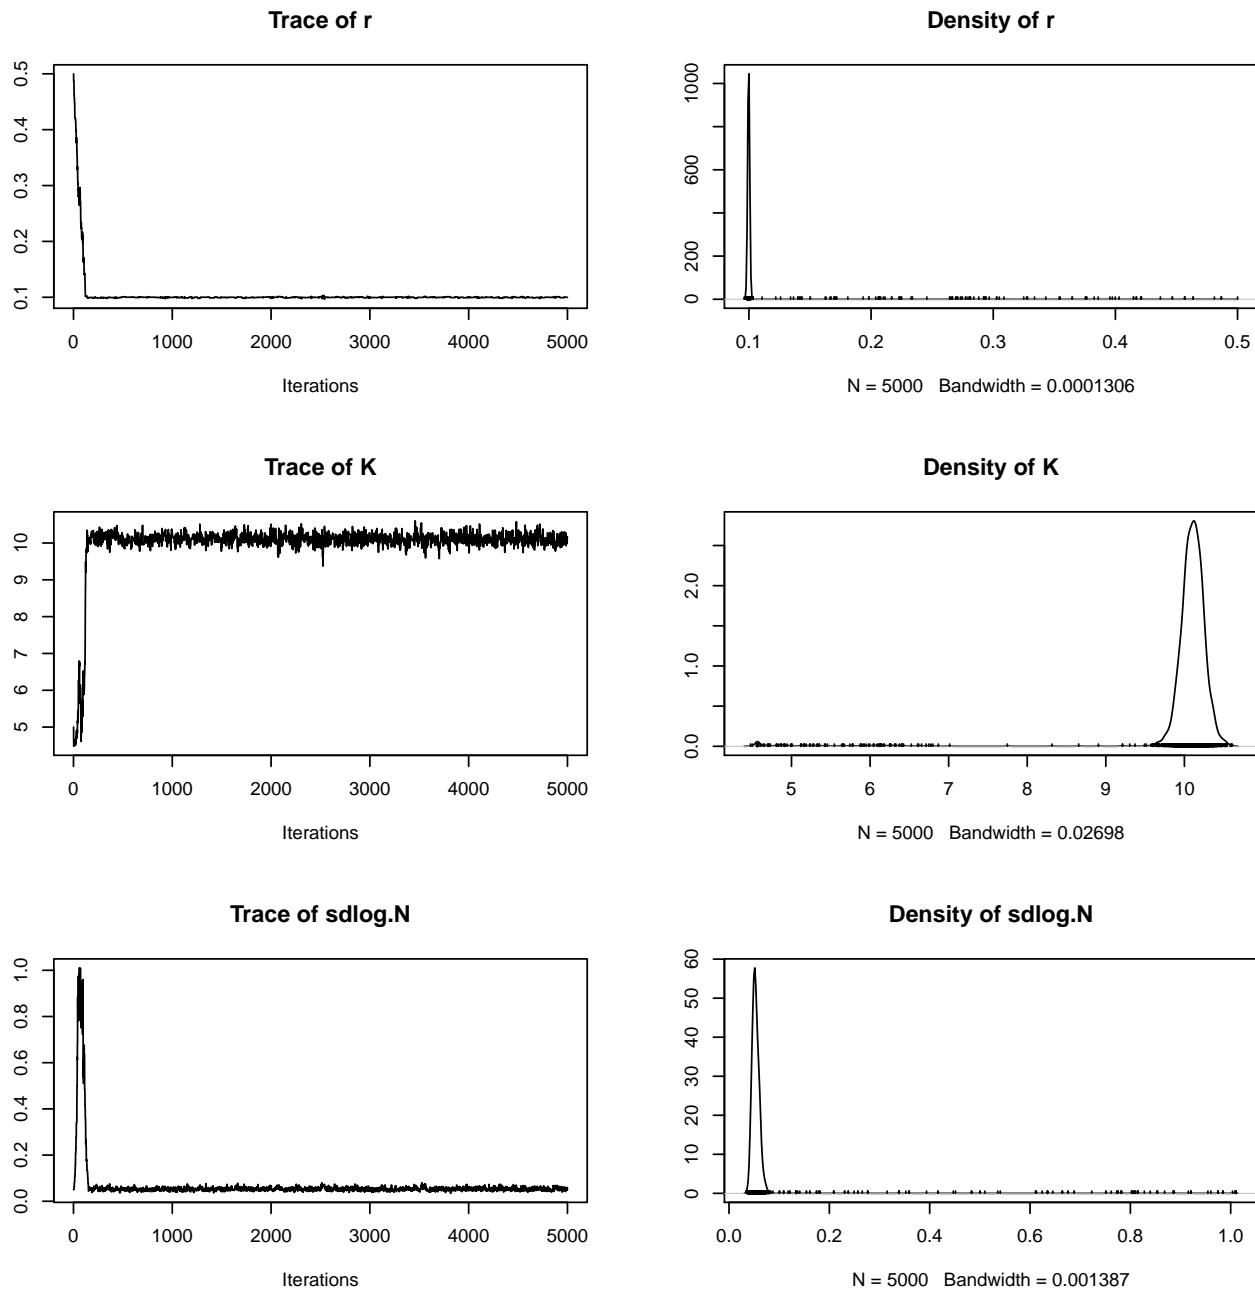 Trace of r
0.5
0.4
0.3
0.2
0.1
0 1000 2000 3000 4000 5000
Iterations
Density of r
1000
600
200
0
0.1 0.2 0.3 0.4 0.5
N = 5000 Bandwidth = 0.0001306
Trace of K
10
9
8
7
6
5
0 1000 2000 3000 4000 5000
Iterations
Density of K
2.0
1.0
0.0
5 6 7 8 9 10
N = 5000 Bandwidth = 0.02698
Trace of sdlog.N
1.0
0.8
0.6
0.4
0.2
0.0
0 1000 2000 3000 4000 5000
Iterations
Density of sdlog.N
60
50
40
30
20
10
0
0.0 0.2 0.4 0.6 0.8 1.0
N = 5000 Bandwidth = 0.001387